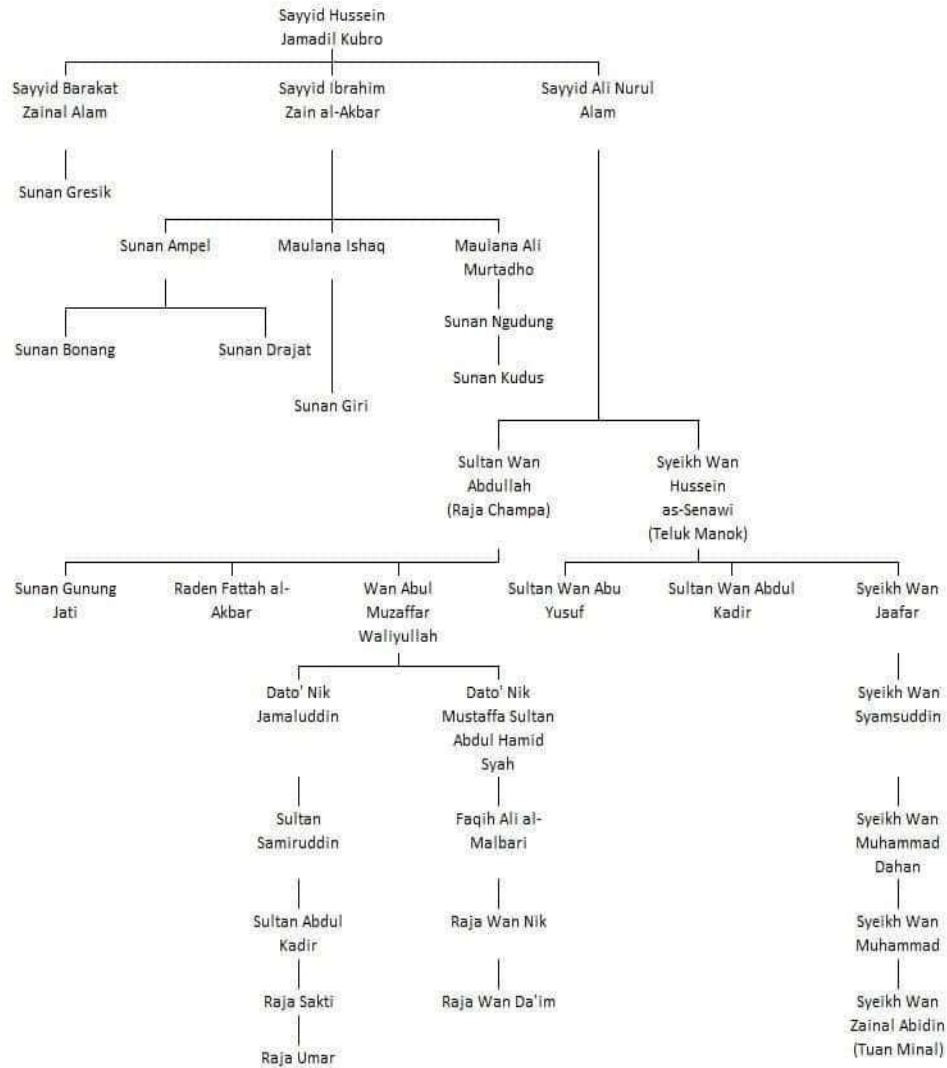 Sayyid Hussein
Jamadil Kubro
Sayyid Barakat
Zainal Alam
Sayyid Ibrahim
Zain al-Akbar
Sayyid Ali Nurul
Alam
Sunan Gresik
Sunan Ampel
Maulana Ishaq
Maulana Ali
Murtadho
Sunan Ngudung
Sunan Bonang
Sunan Drajat
Sunan Kudus
Sunan Giri
Sultan Wan
Abdullah
(Raja Champa)
Syeikh Wan
Hussein
as-Senawi
(Teluk Manok)
Sunan Gunung
Jati
Raden Fattah al-
Akbar
Wan Abul
Muzaffar
Waliyullah
Sultan Wan Abu
Yusuf
Sultan Wan Abdul
Kadir
Syeikh Wan
Jaafar
Dato' Nik
Jamaluddin
Dato' Nik
Mustaffa Sultan
Abdul Hamid
Syah
Syeikh Wan
Syamsuddin
Sultan
Samiruddin
Faqih Ali al-
Malbari
Syeikh Wan
Muhammad
Dahan
Sultan Abdul
Kadir
Raja Wan Nik
Syeikh Wan
Muhammad
Raja Sakti
Raja Wan Da'im
Syeikh Wan
Zainal Abidin
(Tuan Minal)
Raja Umar